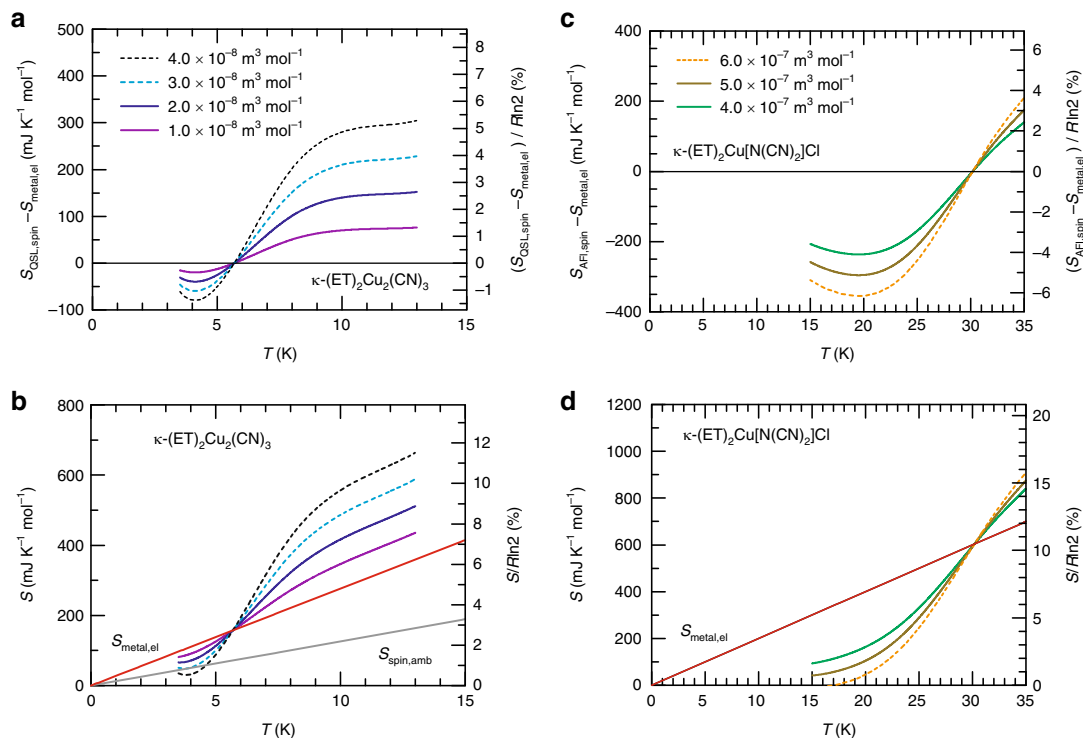 a
500
400
300
200
100
0
−100
S_QSL,spin −S_metal,el (mJ K⁻¹ mol⁻¹)
4.0 × 10⁻⁸ m³ mol⁻¹
3.0 × 10⁻⁸ m³ mol⁻¹
2.0 × 10⁻⁸ m³ mol⁻¹
1.0 × 10⁻⁸ m³ mol⁻¹
κ-(ET)₂Cu₂(CN)₃
8
7
6
5
4
3
2
1
0
−1
(S_QSL,spin −S_metal,el) / Rln2 (%)
0 5 10 15
T (K)
c
400
200
0
−200
−300
−400
S_AFI,spin −S_metal,el (mJ K⁻¹ mol⁻¹)
6.0 × 10⁻⁷ m³ mol⁻¹
5.0 × 10⁻⁷ m³ mol⁻¹
4.0 × 10⁻⁷ m³ mol⁻¹
κ-(ET)₂Cu[N(CN)₂]Cl
6
4
2
0
−2
−4
−6
(S_AFI,spin −S_metal,el) / Rln2 (%)
0 5 10 15 20 25 30 35
T (K)
b
800
600
400
200
0
S (mJ K⁻¹ mol⁻¹)
κ-(ET)₂Cu₂(CN)₃
S_metal,el
S_spin,amb
12
10
8
6
4
2
0
S/Rln2 (%)
0 5 10 15
T (K)
d
1200
1000
800
600
400
200
100
0
S (mJ K⁻¹ mol⁻¹)
κ-(ET)₂Cu[N(CN)₂]Cl
S_metal,el
20
15
10
5
0
S/Rln2 (%)
0 5 10 15 20 25 30 35
T (K)